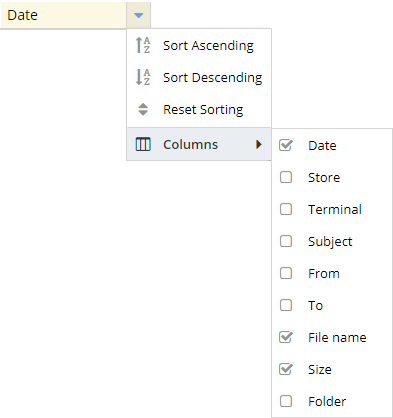 Date
Sort Ascending
Sort Descending
Reset Sorting
Columns
Date
Store
Terminal
Subject
From
To
File name
Size
Folder